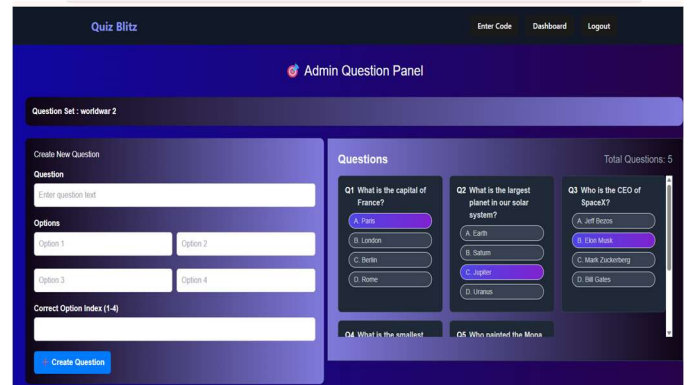 Quiz Blitz
Enter Code Dashboard Logout
Admin Question Panel
Question Set : worldwar 2
Create New Question
Question
Enter question text
Options
Option 1 Option 2
Option 3 Option 4
Correct Option Index (1-4)
+ Create Question
Questions Total Questions: 5
Q1 What is the capital of
France?
A. Paris
B. London
C. Berlin
D. Rome
Q2 What is the largest
planet in our solar
system?
A. Earth
B. Saturn
C. Jupiter
D. Uranus
Q3 Who is the CEO of
SpaceX?
A. Jeff Bezos
B. Elon Musk
C. Mark Zuckerberg
D. Bill Gates
Q4 What is the smallest
Q5 Who painted the Mona